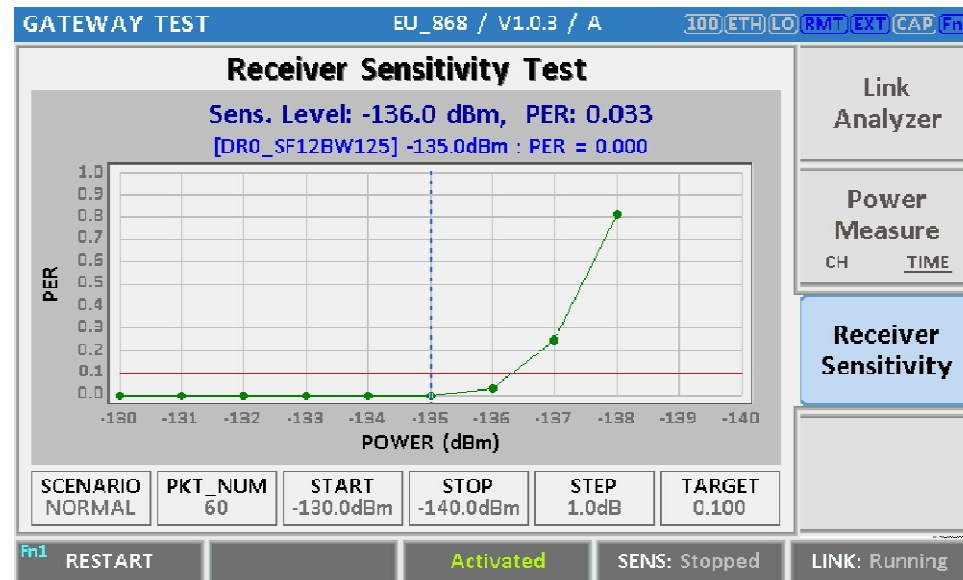 GATEWAY TEST
EU_868 / V1.0.3 / A
100 ETH LO RMT EXT CAP Fn
Receiver Sensitivity Test
Sens. Level: -136.0 dBm, PER: 0.033
[DR0_SF12BW125] -135.0dBm : PER = 0.000
1.0
0.9
0.8
0.7
0.6
0.5
0.4
0.3
0.2
0.1
0.0
PER
-130 -131 -132 -133 -134 -135 -136 -137 -138 -139 -140
POWER (dBm)
SCENARIO
NORMAL
PKT_NUM
60
START
-130.0dBm
STOP
-140.0dBm
STEP
1.0dB
TARGET
0.100
Link
Analyzer
Power
Measure
CH TIME
Receiver
Sensitivity
Fn1 RESTART
Activated
SENS: Stopped
LINK: Running